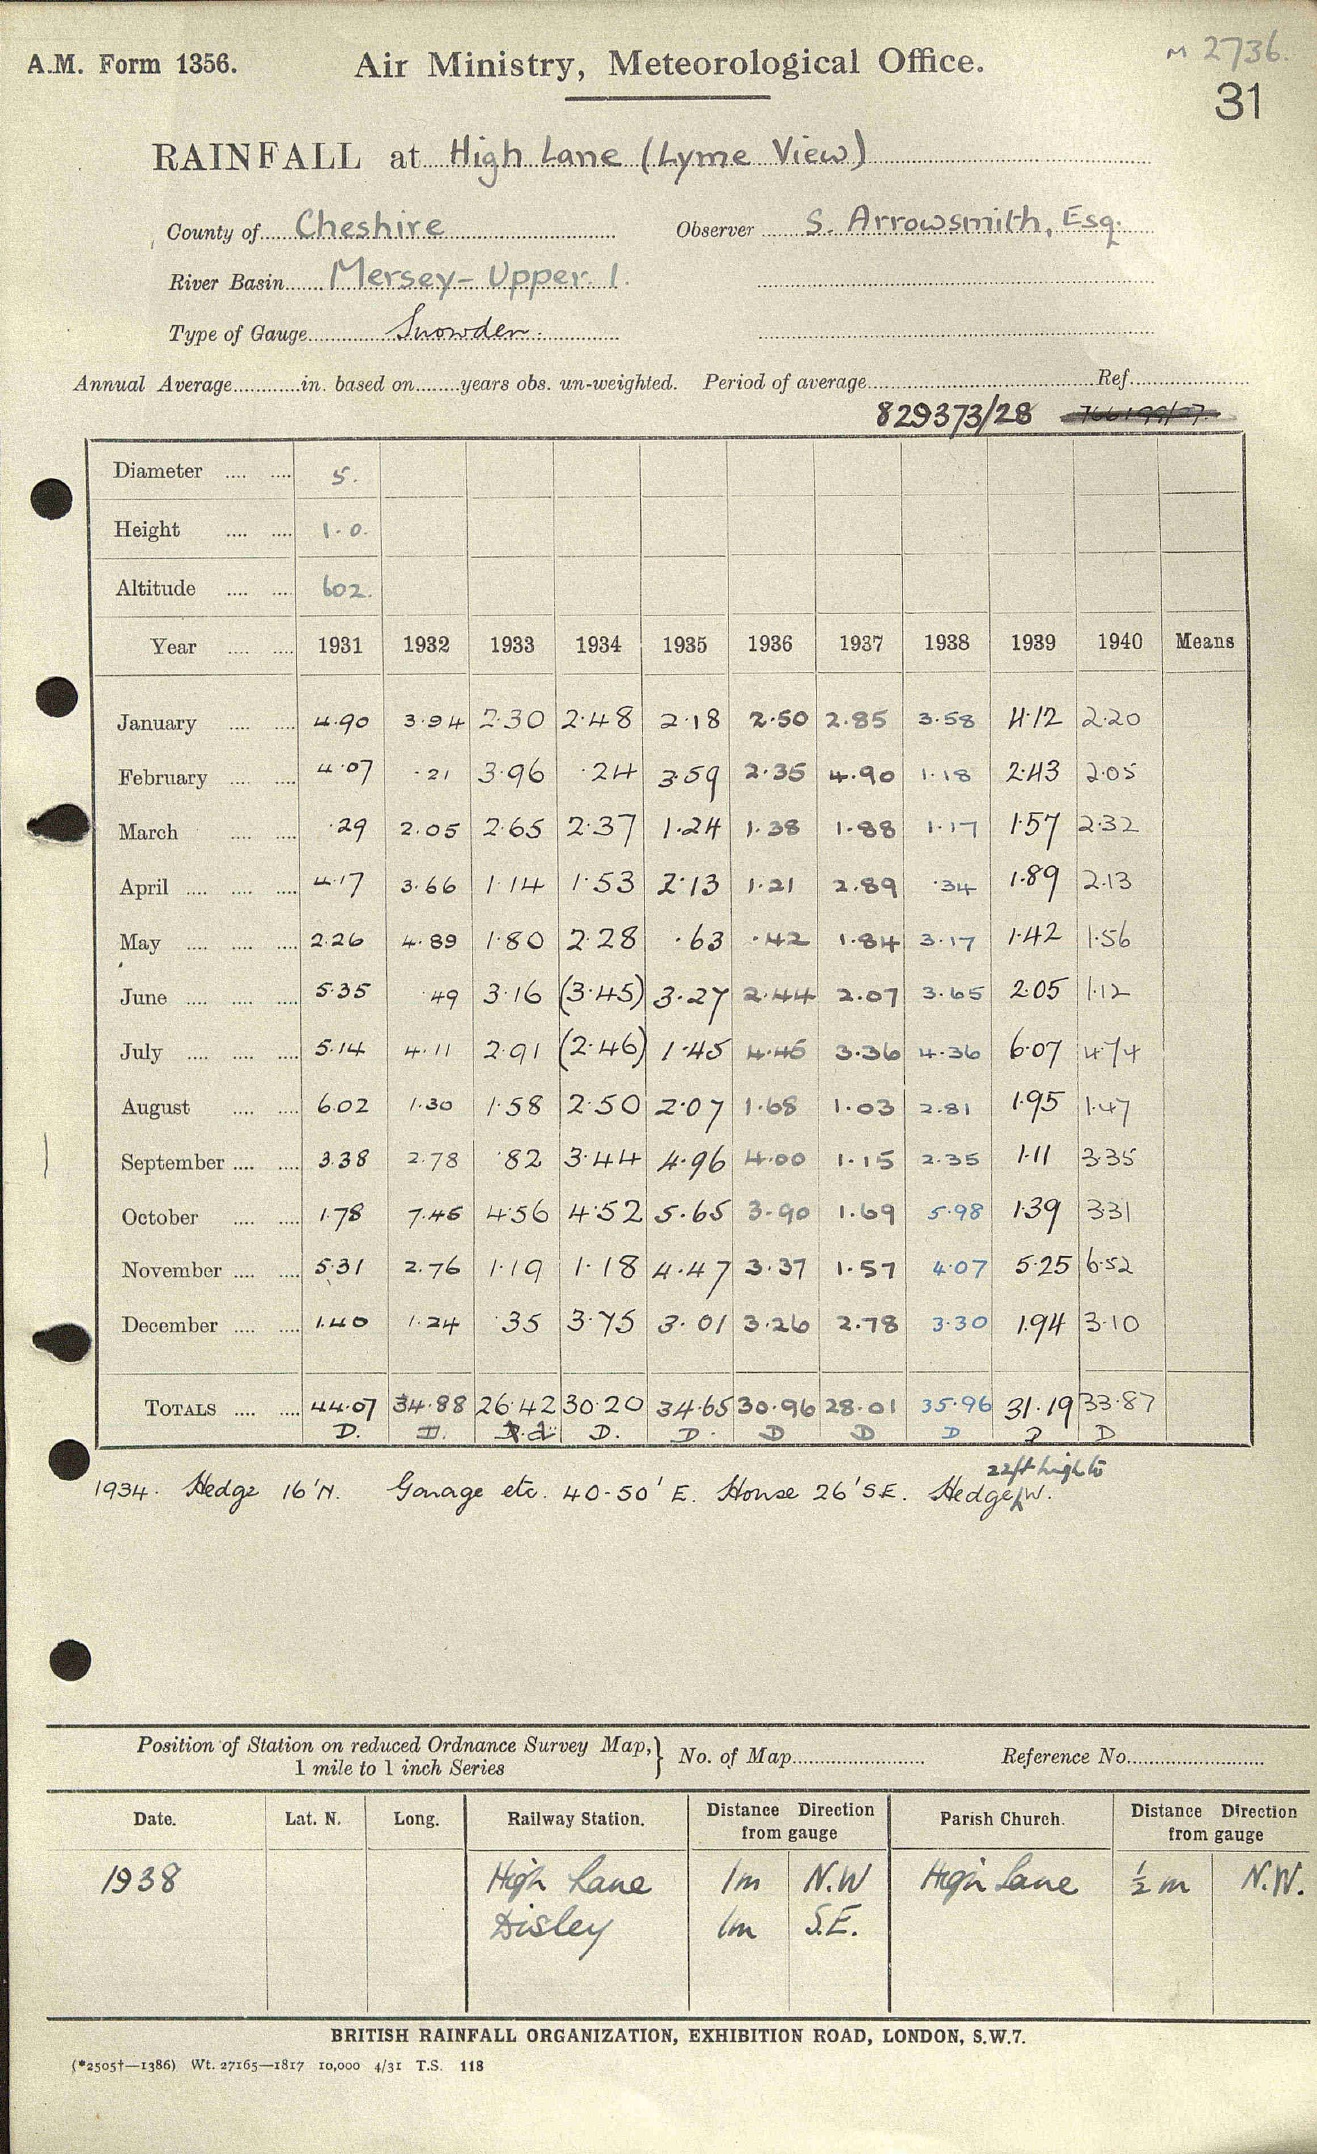 A.M. Form 1356. Air Ministry, Meteorological Office. M 2736.
31
RAINFALL at High Lane (Lyme View)
County of Cheshire Observer S. Arrowsmith, Esq.
River Basin Mersey - Upper. 1.
Type of Gauge Snowden.
Annual Average in. based on years obs. un-weighted. Period of average Ref
829373/28
Diameter 5.
Height 1.0.
Altitude 602.
Year 1931 1932 1933 1934 1935 1936 1937 1938 1939 1940 Means
January 4.90 3.94 2.30 2.48 2.18 2.50 2.85 3.58 4.12 2.20
February 4.07 .21 3.96 .24 3.59 2.35 4.90 1.18 2.43 2.05
March .29 2.05 2.65 2.37 1.24 1.38 1.88 1.17 1.57 2.32
April 4.17 3.66 1.14 1.53 2.13 1.21 2.89 .34 1.89 2.13
May 2.26 4.89 1.80 2.28 .63 .42 1.84 3.17 1.42 1.56
June 5.35 .49 3.16 (3.45) 3.27 2.44 2.07 3.65 2.05 1.12
July 5.14 4.11 2.91 (2.46) 1.45 4.45 3.36 4.36 6.07 4.74
August 6.02 1.30 1.58 2.50 2.07 1.68 1.03 2.81 1.95 1.47
September 3.38 2.78 .82 3.44 4.96 4.00 1.15 2.35 1.11 3.35
October 1.78 7.45 4.56 4.52 5.65 3.90 1.69 5.98 1.39 3.31
November 5.31 2.76 1.19 1.18 4.47 3.37 1.57 4.07 5.25 6.52
December 1.40 1.24 .35 3.75 3.01 3.26 2.78 3.30 1.94 3.10
TOTALS 44.07 34.88 26.42 30.20 34.65 30.96 28.01 35.96 31.19 33.87
D. D. d. D. D. D D D D D
22ft high to
1934. Hedge 16' N. Garage etc. 40-50' E. House 26' SE. Hedge W.
Position of Station on reduced Ordnance Survey Map, } No. of Map Reference No.
1 mile to 1 inch Series
Date. Lat. N. Long. Railway Station. Distance Direction Parish Church. Distance Direction
from gauge from gauge
1938 High Lane 1m N.W High Lane ½ m N.W.
Disley 1m S.E.
BRITISH RAINFALL ORGANIZATION, EXHIBITION ROAD, LONDON, S.W.7.
(*2505†—1386) Wt. 27165—1817 10,000 4/31 T.S. 118